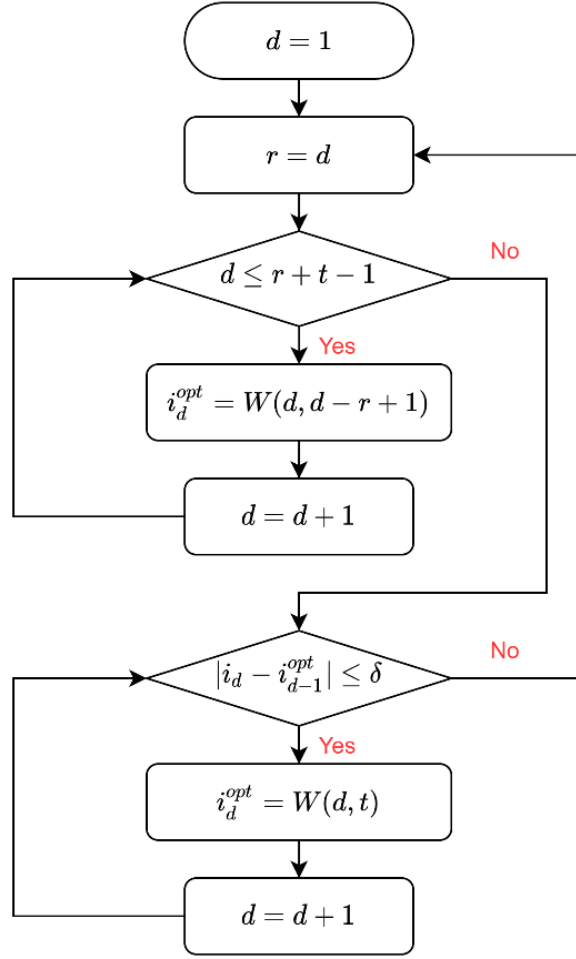 d = 1
r = d
d ≤ r + t − 1
No
Yes
i_d^{opt} = W(d, d − r + 1)
d = d + 1
|i_d − i_{d−1}^{opt}| ≤ δ
No
Yes
i_d^{opt} = W(d, t)
d = d + 1